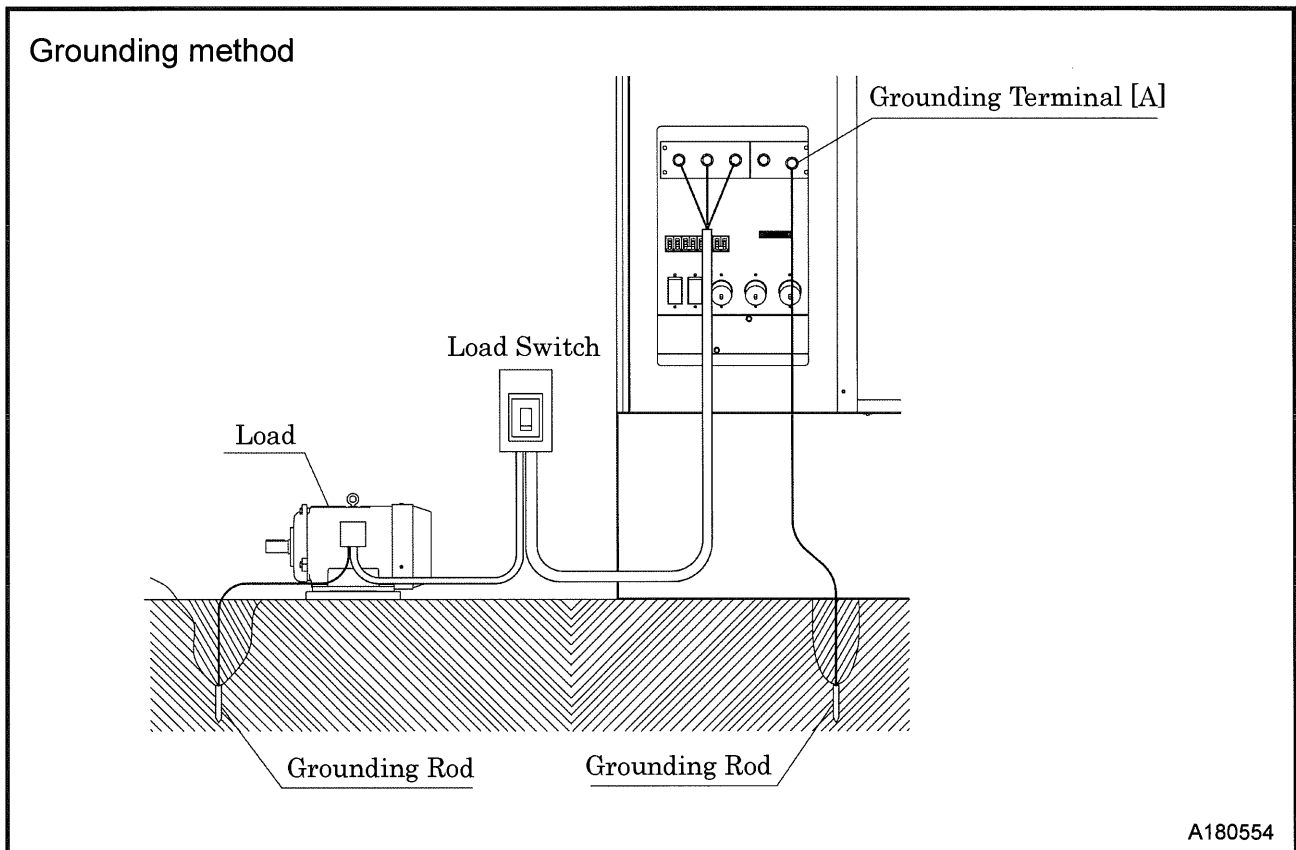 Grounding method
Grounding Terminal [A]
Load Switch
Load
Grounding Rod
Grounding Rod
A180554